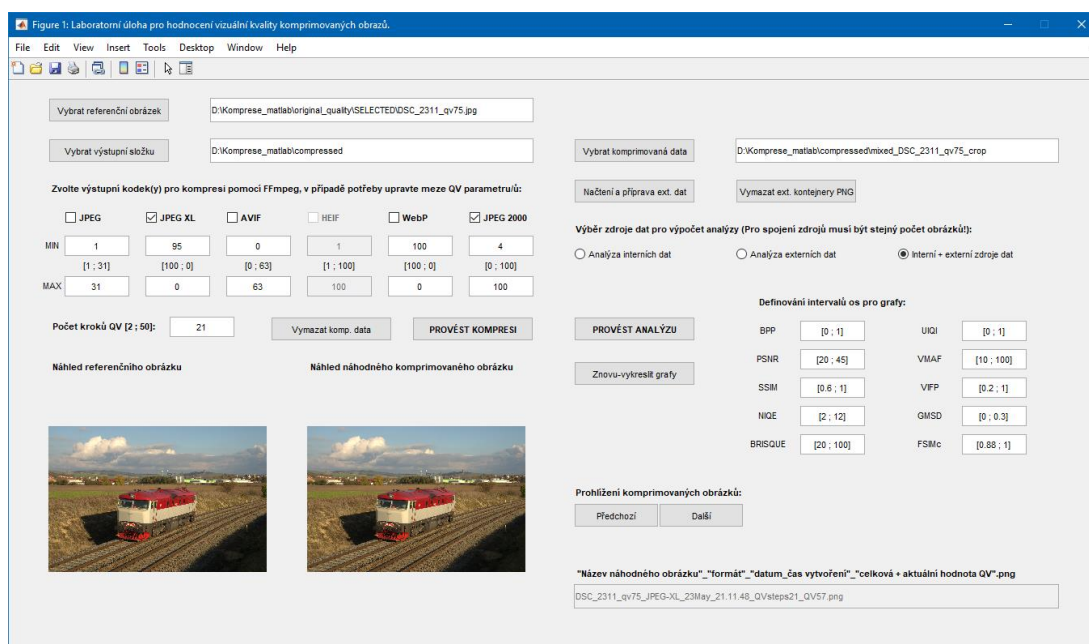 Figure 1: Laboratorní úloha pro hodnocení vizuální kvality komprimovaných obrazů.
File Edit View Insert Tools Desktop Window Help
Vybrat referenční obrázek D:\Komprese_matlab\original_quality\SELECTED\DSC_2311_qv75.jpg
Vybrat výstupní složku D:\Komprese_matlab\compressed
Zvolte výstupní kodek(y) pro kompresi pomocí FFmpeg, v případě potřeby upravte meze QV parametru/ů:
JPEG JPEG XL AVIF HEIF WebP JPEG 2000
MIN 1 95 0 1 100 4
[1 ; 31] [100 ; 0] [0 ; 63] [1 ; 100] [100 ; 0] [0 ; 100]
MAX 31 0 63 100 0 100
Počet kroků QV [2 ; 50]: 21 Vymazat komp. data PROVÉST KOMPRESI
Náhled referenčního obrázku Náhled náhodného komprimovaného obrázku
Vybrat komprimovaná data D:\Komprese_matlab\compressed\mixed_DSC_2311_qv75_crop
Načtení a příprava ext. dat Vymazat ext. kontejnery PNG
Výběr zdroje dat pro výpočet analýzy (Pro spojení zdrojů musí být stejný počet obrázků!):
Analýza interních dat Analýza externích dat Interní + externí zdroje dat
Definování intervalů os pro grafy:
PROVÉST ANALÝZU BPP [0 ; 1] UIQI [0 ; 1]
PSNR [20 ; 45] VMAF [10 ; 100]
Znovu-vykreslit grafy
SSIM [0.6 ; 1] VIFP [0.2 ; 1]
NIQE [2 ; 12] GMSD [0 ; 0.3]
BRISQUE [20 ; 100] FSIMc [0.88 ; 1]
Prohlížení komprimovaných obrázků:
Předchozí Další
"Název náhodného obrázku"_"formát"_"datum_čas vytvoření"_"celková + aktuální hodnota QV".png
DSC_2311_qv75_JPEG-XL_23May_21.11.48_QVsteps21_QV57.png